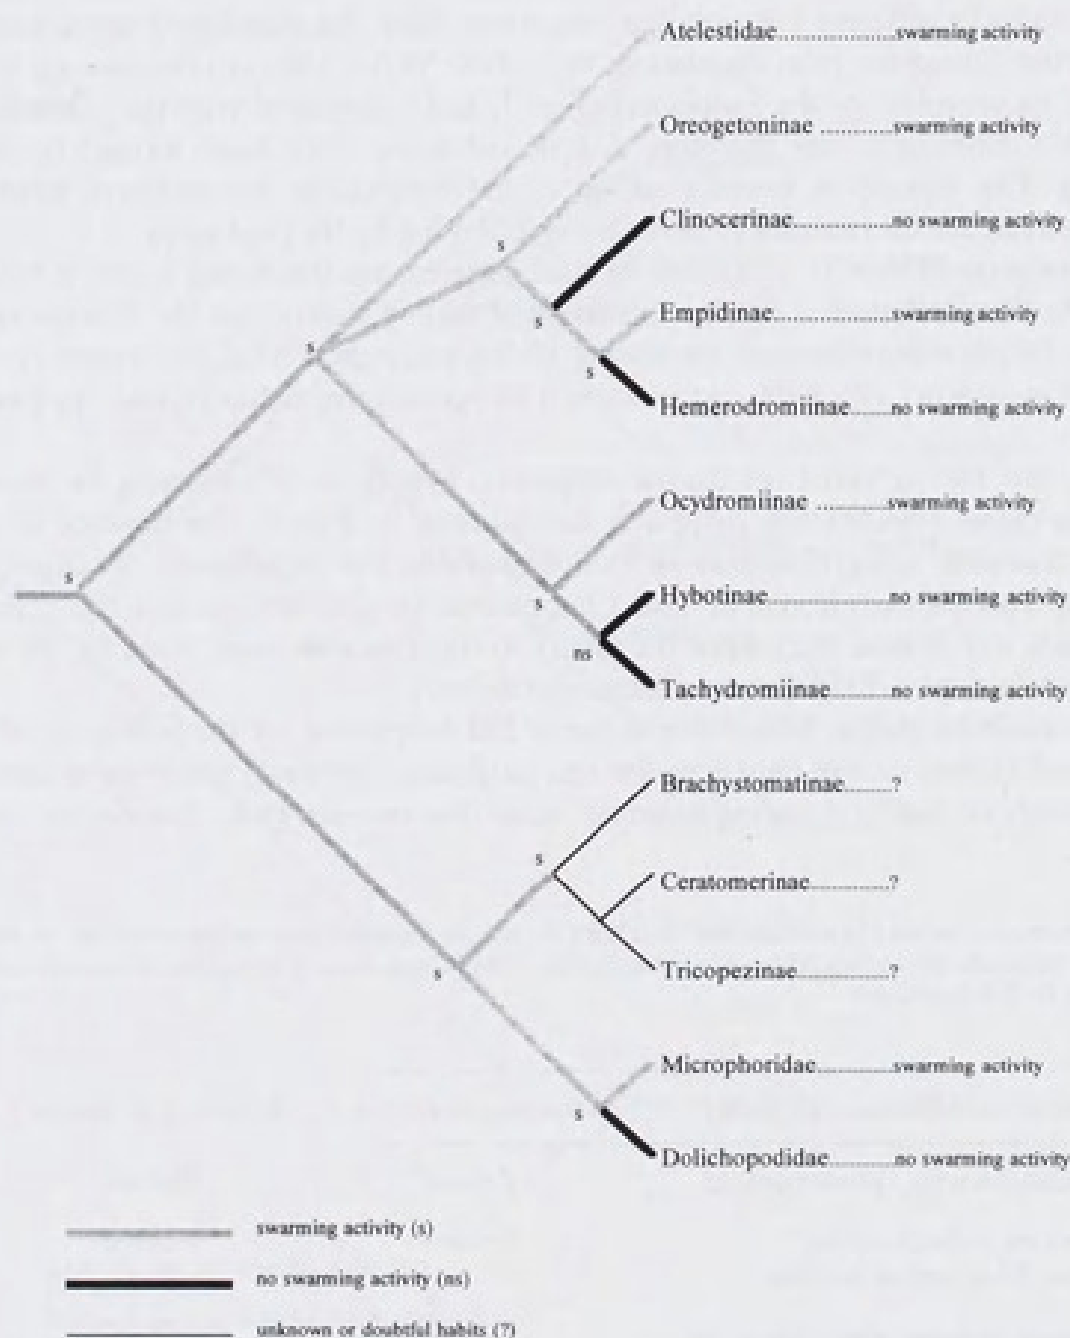 Atelestidae....................swarming activity
Oreogetoninae ............swarming activity
s
Clinocerinae.................no swarming activity
s
Empidinae....................swarming activity
s
s
Hemerodromiinae.......no swarming activity
Ocydromiinae ............swarming activity
s
Hybotinae....................no swarming activity
s
ns
Tachydromiinae..........no swarming activity
Brachystomatinae........?
s
Ceratomerinae.............?
Tricopezinae...............?
s
Microphoridae.............swarming activity
s
Dolichopodidae...........no swarming activity
swarming activity (s)
no swarming activity (ns)
unknown or doubtful habits (?)